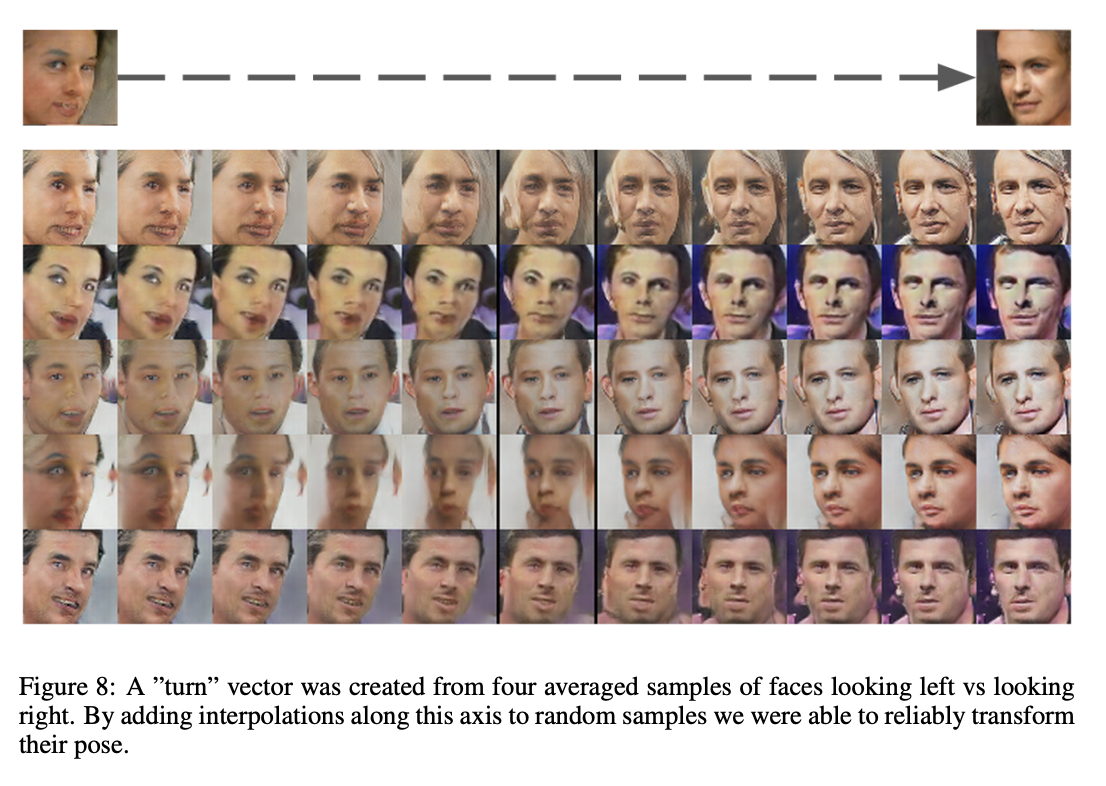 Figure 8: A ”turn” vector was created from four averaged samples of faces looking left vs looking
right. By adding interpolations along this axis to random samples we were able to reliably transform
their pose.